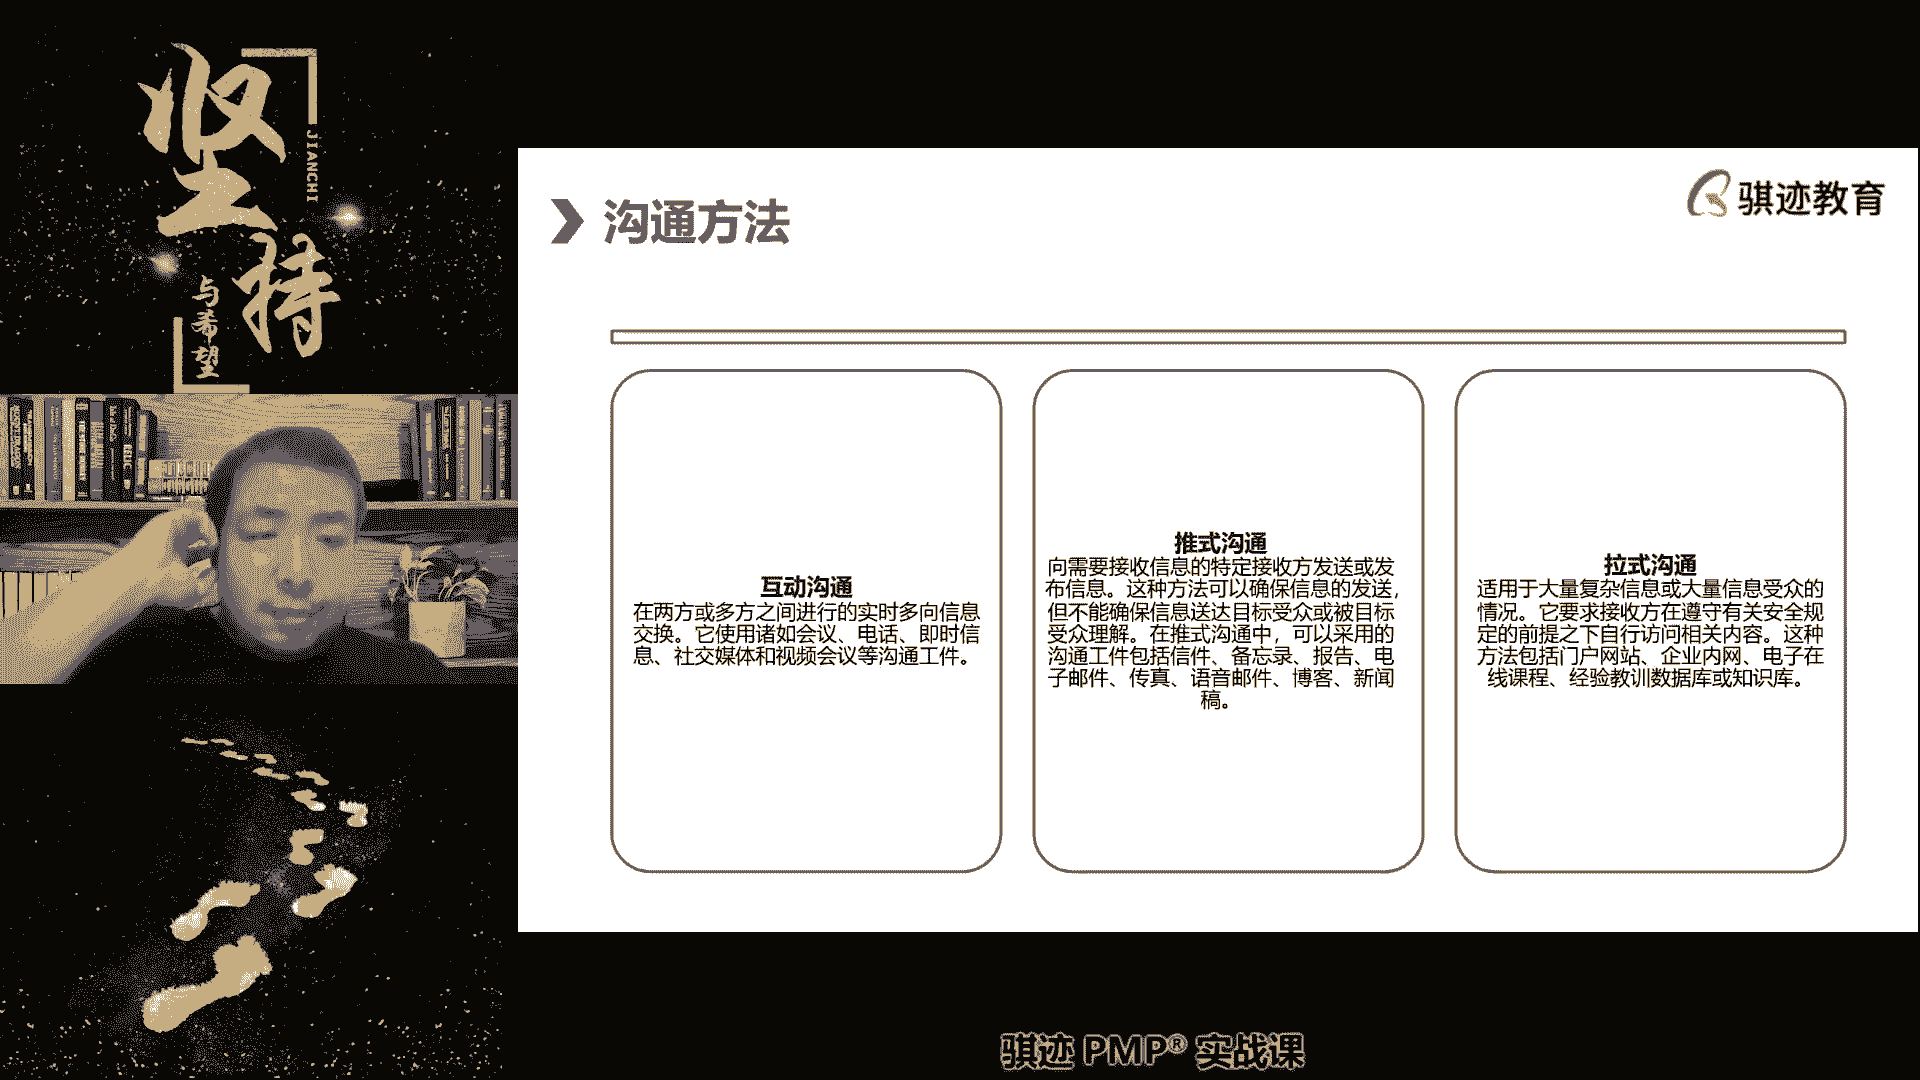 坚持
JIANCHI
与希望
骐迹教育
沟通方法
互动沟通
在两方或多方之间进行的实时多向信息
交换。它使用诸如会议、电话、即时信
息、社交媒体和视频会议等沟通工件。
推式沟通
向需要接收信息的特定接收方发送或发
布信息。这种方法可以确保信息的发送，
但不能确保信息送达目标受众或被目标
受众理解。在推式沟通中，可以采用的
沟通工件包括信件、备忘录、报告、电
子邮件、传真、语音邮件、博客、新闻
稿。
拉式沟通
适用于大量复杂信息或大量信息受众的
情况。它要求接收方在遵守有关安全规
定的前提之下自行访问相关内容。这种
方法包括门户网站、企业内网、电子在
线课程、经验教训数据库或知识库。
骐迹 PMP® 实战课